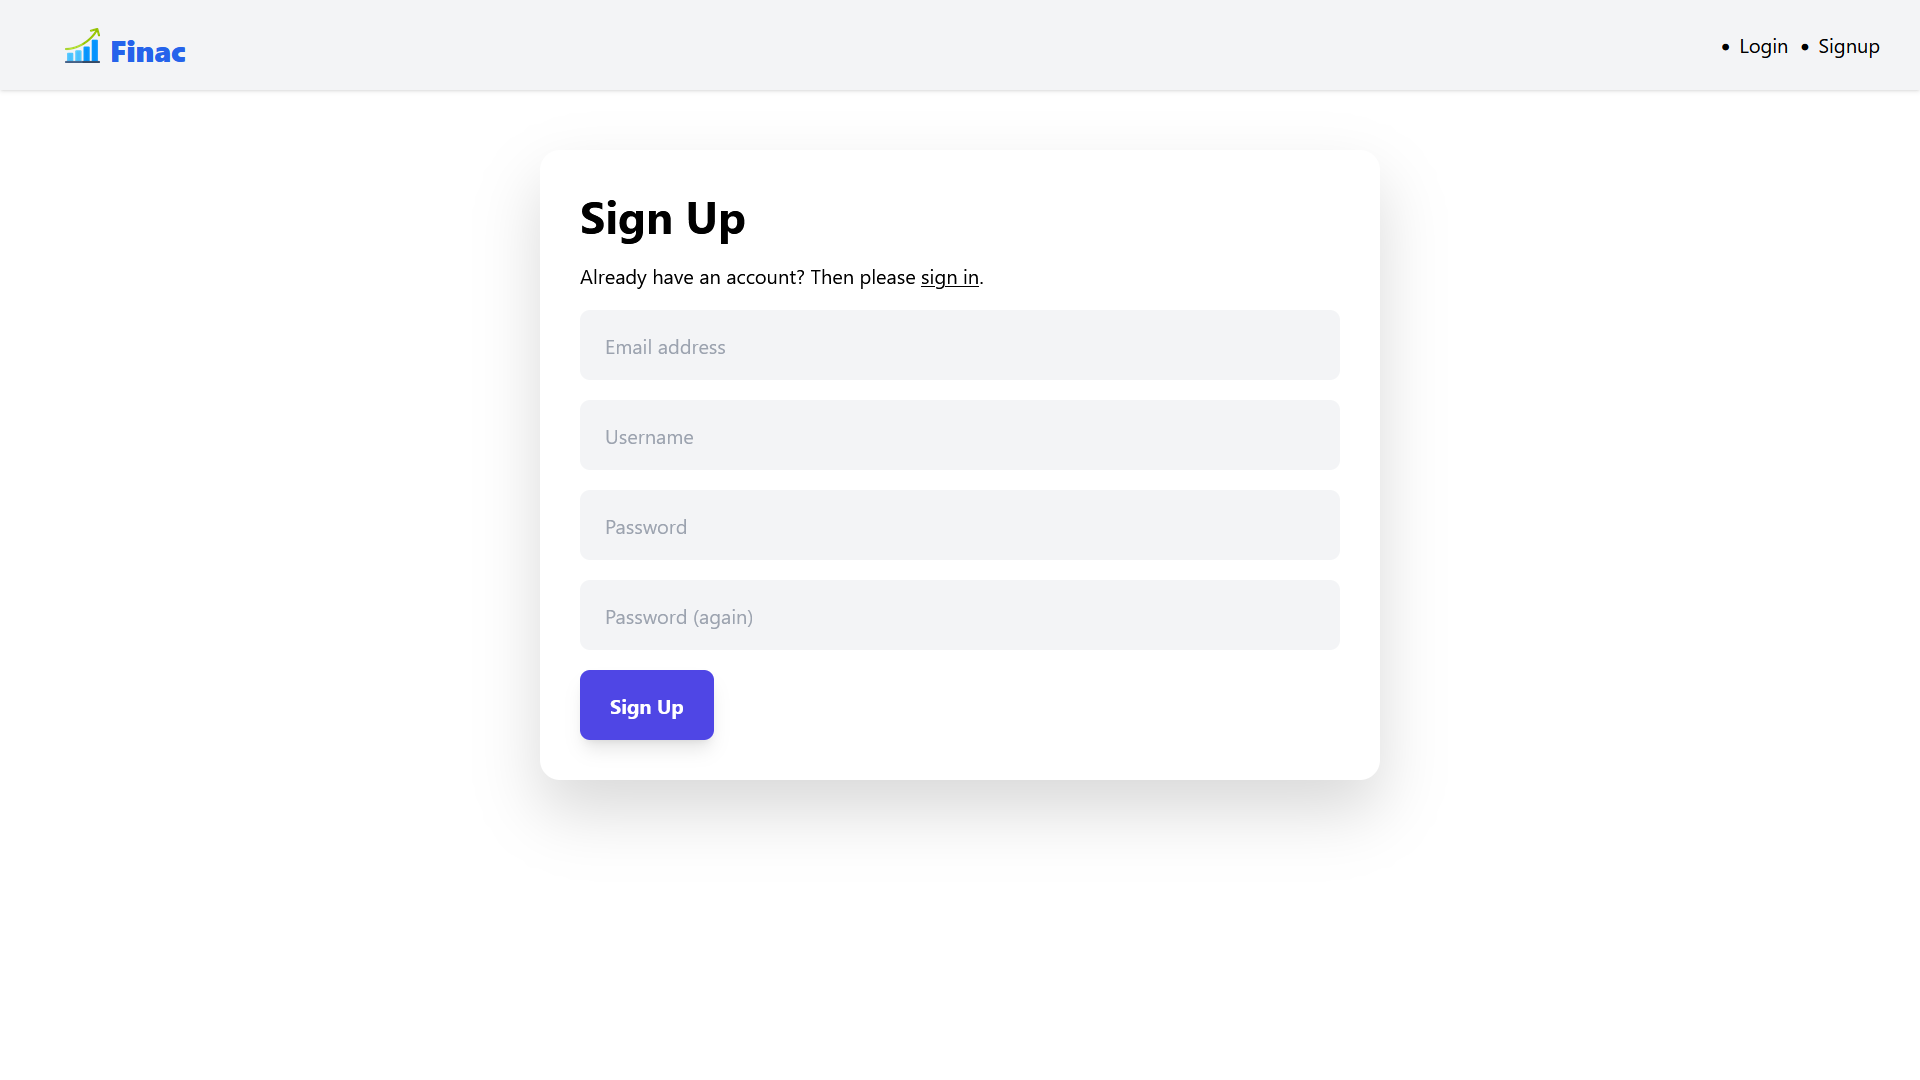 Finac
Login
Signup
Sign Up
Already have an account? Then please sign in.
Email address
Username
Password
Password (again)
Sign Up